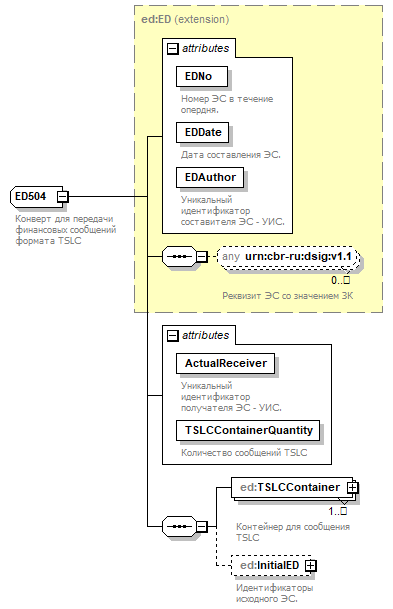 ed:ED (extension)
attributes
EDNo
Номер ЭС в течение
опердня.
EDDate
Дата составления ЭС.
EDAuthor
Уникальный
идентификатор
составителя ЭС - УИС.
ED504
Конверт для передачи
финансовых сообщений
формата TSLC
any urn:cbr-ru:dsig:v1.1
0..
Реквизит ЭС со значением ЗК
attributes
ActualReceiver
Уникальный
идентификатор
получателя ЭС - УИС.
TSLCContainerQuantity
Количество сообщений TSLC
ed:TSLCContainer
1..
Контейнер для сообщения
TSLC
ed:InitialED
Идентификаторы
исходного ЭС.